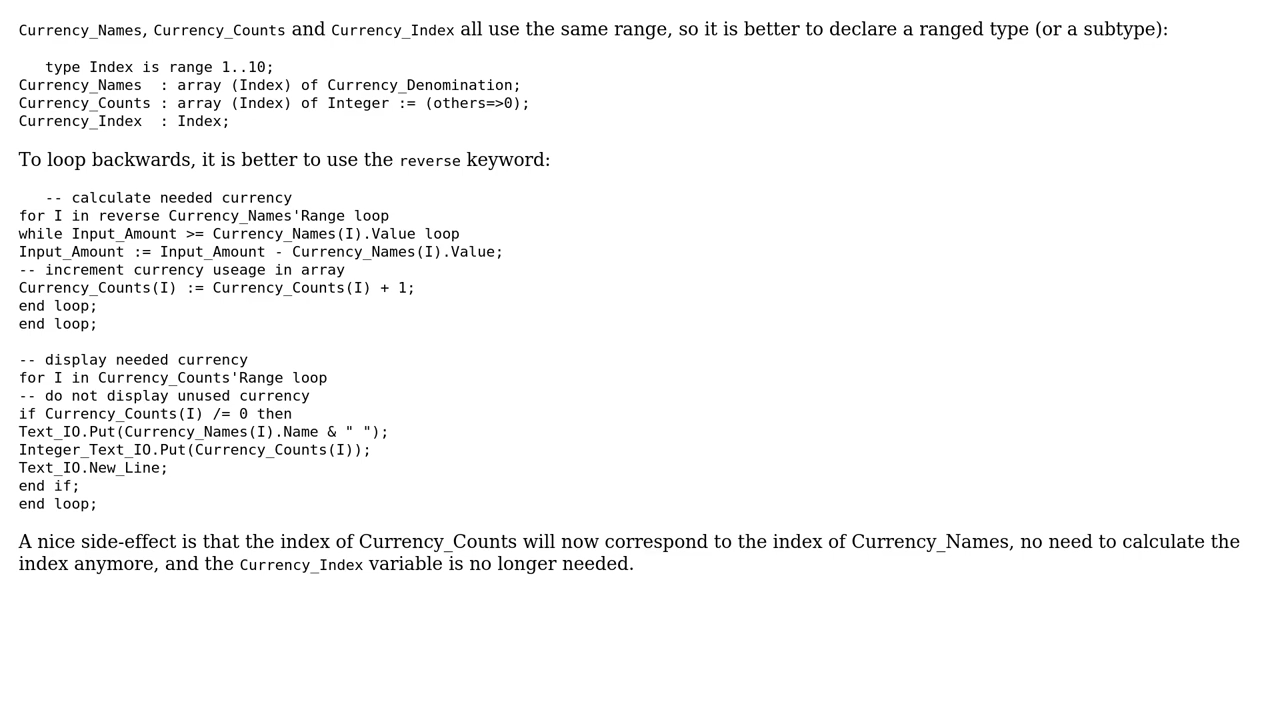 Currency_Names, Currency_Counts and Currency_Index all use the same range, so it is better to declare a ranged type (or a subtype):
type Index is range 1..10;
Currency_Names  : array (Index) of Currency_Denomination;
Currency_Counts : array (Index) of Integer := (others=>0);
Currency_Index  : Index;
To loop backwards, it is better to use the reverse keyword:
-- calculate needed currency
for I in reverse Currency_Names'Range loop
while Input_Amount >= Currency_Names(I).Value loop
Input_Amount := Input_Amount - Currency_Names(I).Value;
-- increment currency useage in array
Currency_Counts(I) := Currency_Counts(I) + 1;
end loop;
end loop;
-- display needed currency
for I in Currency_Counts'Range loop
-- do not display unused currency
if Currency_Counts(I) /= 0 then
Text_IO.Put(Currency_Names(I).Name & " ");
Integer_Text_IO.Put(Currency_Counts(I));
Text_IO.New_Line;
end if;
end loop;
A nice side-effect is that the index of Currency_Counts will now correspond to the index of Currency_Names, no need to calculate the
index anymore, and the Currency_Index variable is no longer needed.